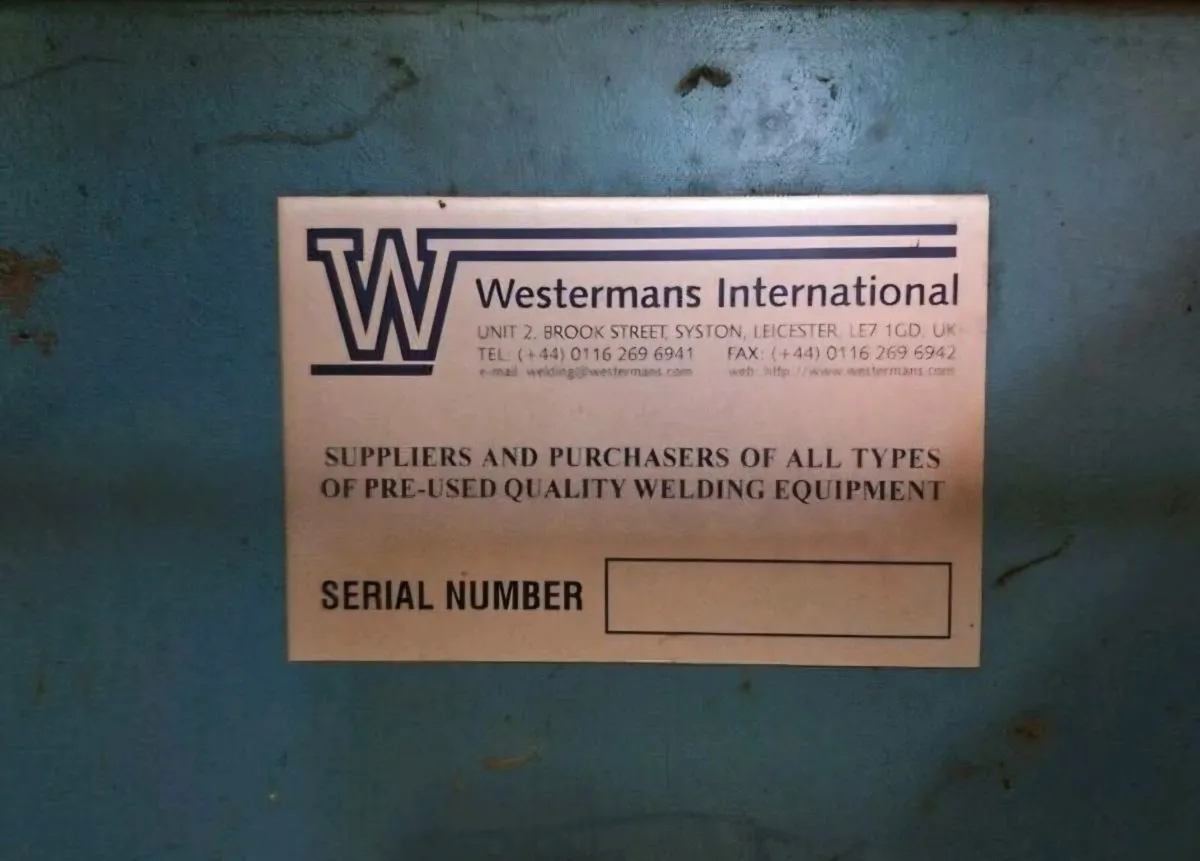 W
Westermans International
UNIT 2, BROOK STREET, SYSTON, LEICESTER, LE7 1GD, UK
TEL: (+44) 0116 269 6941 FAX: (+44) 0116 269 6942
e-mail: welding@westermans.com web: http://www.westermans.com
SUPPLIERS AND PURCHASERS OF ALL TYPES
OF PRE-USED QUALITY WELDING EQUIPMENT
SERIAL NUMBER